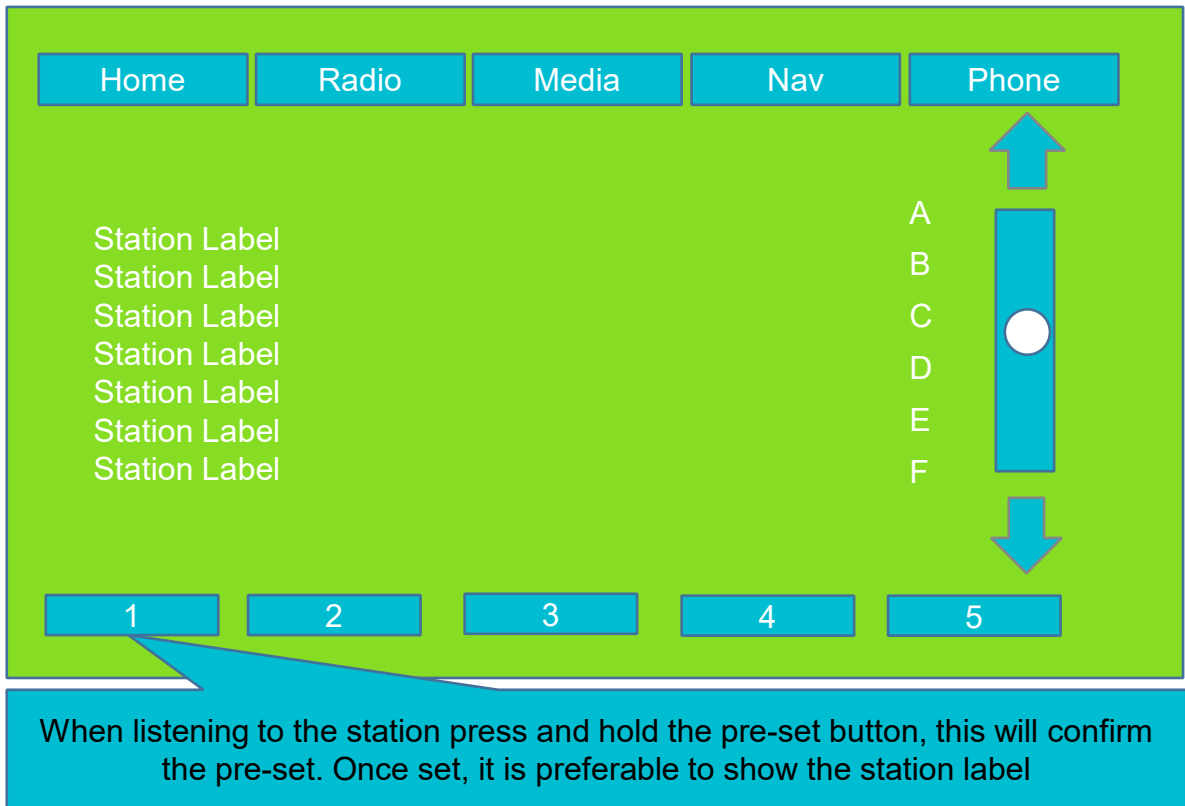 Home
Radio
Media
Nav
Phone
Station Label
Station Label
Station Label
Station Label
Station Label
Station Label
Station Label
A
B
C
D
E
F
1
2
3
4
5
When listening to the station press and hold the pre-set button, this will confirm
the pre-set. Once set, it is preferable to show the station label